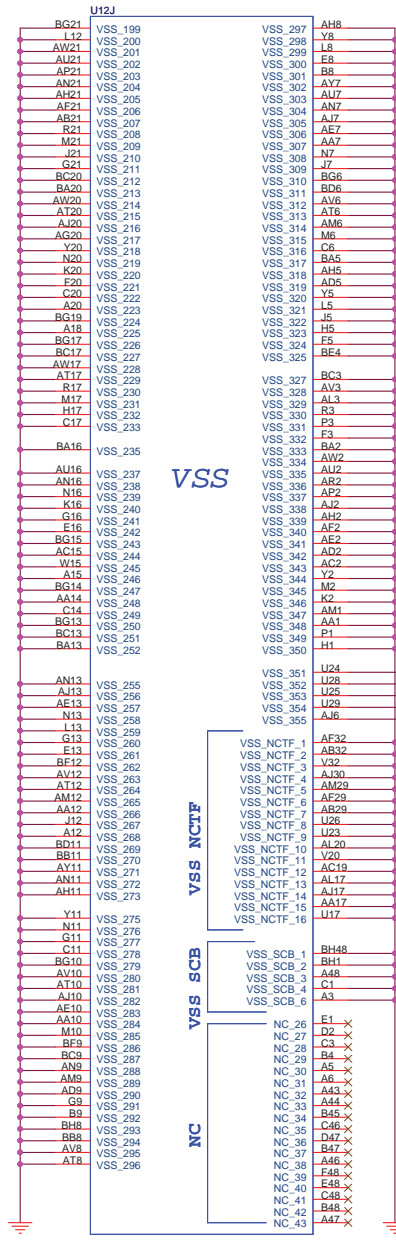 U12J
BG21 VSS_199
L12 VSS_200
AW21 VSS_201
AU21 VSS_202
AP21 VSS_203
AN21 VSS_204
AH21 VSS_205
AF21 VSS_206
AB21 VSS_207
R21 VSS_208
M21 VSS_209
J21 VSS_210
G21 VSS_211
BC20 VSS_212
BA20 VSS_213
AW20 VSS_214
AT20 VSS_215
AJ20 VSS_216
AG20 VSS_217
Y20 VSS_218
N20 VSS_219
K20 VSS_220
F20 VSS_221
C20 VSS_222
A20 VSS_223
BG19 VSS_224
A18 VSS_225
BG17 VSS_226
BC17 VSS_227
AW17 VSS_228
AT17 VSS_229
R17 VSS_230
M17 VSS_231
H17 VSS_232
C17 VSS_233
BA16 VSS_235
AU16 VSS_237
AN16 VSS_238
N16 VSS_239
K16 VSS_240
G16 VSS_241
E16 VSS_242
BG15 VSS_243
AC15 VSS_244
W15 VSS_245
A15 VSS_246
BG14 VSS_247
AA14 VSS_248
C14 VSS_249
BG13 VSS_250
BC13 VSS_251
BA13 VSS_252
AN13 VSS_255
AJ13 VSS_256
AE13 VSS_257
N13 VSS_258
L13 VSS_259
G13 VSS_260
E13 VSS_261
BF12 VSS_262
AV12 VSS_263
AT12 VSS_264
AM12 VSS_265
AA12 VSS_266
J12 VSS_267
A12 VSS_268
BD11 VSS_269
BB11 VSS_270
AY11 VSS_271
AN11 VSS_272
AH11 VSS_273
Y11 VSS_275
N11 VSS_276
G11 VSS_277
C11 VSS_278
BG10 VSS_279
AV10 VSS_280
AT10 VSS_281
AJ10 VSS_282
AE10 VSS_283
AA10 VSS_284
M10 VSS_285
BF9 VSS_286
BC9 VSS_287
AN9 VSS_288
AM9 VSS_289
AD9 VSS_290
G9 VSS_291
B9 VSS_292
BH8 VSS_293
BB8 VSS_294
AV8 VSS_295
AT8 VSS_296
VSS
VSS NCTF
VSS SCB
NC
VSS_297 AH8
VSS_298 Y8
VSS_299 L8
VSS_300 E8
VSS_301 B8
VSS_302 AY7
VSS_303 AU7
VSS_304 AN7
VSS_305 AJ7
VSS_306 AE7
VSS_307 AA7
VSS_308 N7
VSS_309 J7
VSS_310 BG6
VSS_311 BD6
VSS_312 AV6
VSS_313 AT6
VSS_314 AM6
VSS_315 M6
VSS_316 C6
VSS_317 BA5
VSS_318 AH5
VSS_319 AD5
VSS_320 Y5
VSS_321 L5
VSS_322 J5
VSS_323 H5
VSS_324 F5
VSS_325 BE4
VSS_327 BC3
VSS_328 AV3
VSS_329 AL3
VSS_330 R3
VSS_331 P3
VSS_332 F3
VSS_333 BA2
VSS_334 AW2
VSS_335 AU2
VSS_336 AR2
VSS_337 AP2
VSS_338 AJ2
VSS_339 AH2
VSS_340 AF2
VSS_341 AE2
VSS_342 AD2
VSS_343 AC2
VSS_344 Y2
VSS_345 M2
VSS_346 K2
VSS_347 AM1
VSS_348 AA1
VSS_349 P1
VSS_350 H1
VSS_351 U24
VSS_352 U28
VSS_353 U25
VSS_354 U29
VSS_355 AJ6
VSS_NCTF_1 AF32
VSS_NCTF_2 AB32
VSS_NCTF_3 V32
VSS_NCTF_4 AJ30
VSS_NCTF_5 AM29
VSS_NCTF_6 AF29
VSS_NCTF_7 AB29
VSS_NCTF_8 U26
VSS_NCTF_9 U23
VSS_NCTF_10 AL20
VSS_NCTF_11 V20
VSS_NCTF_12 AC19
VSS_NCTF_13 AL17
VSS_NCTF_14 AJ17
VSS_NCTF_15 AA17
VSS_NCTF_16 U17
VSS_SCB_1 BH48
VSS_SCB_2 BH1
VSS_SCB_3 A48
VSS_SCB_4 C1
VSS_SCB_6 A3
NC_26 E1
NC_27 D2
NC_28 C3
NC_29 B4
NC_30 A5
NC_31 A6
NC_32 A43
NC_33 A44
NC_34 B45
NC_35 C46
NC_36 D47
NC_37 B47
NC_38 A46
NC_39 F48
NC_40 E48
NC_41 C48
NC_42 B48
NC_43 A47